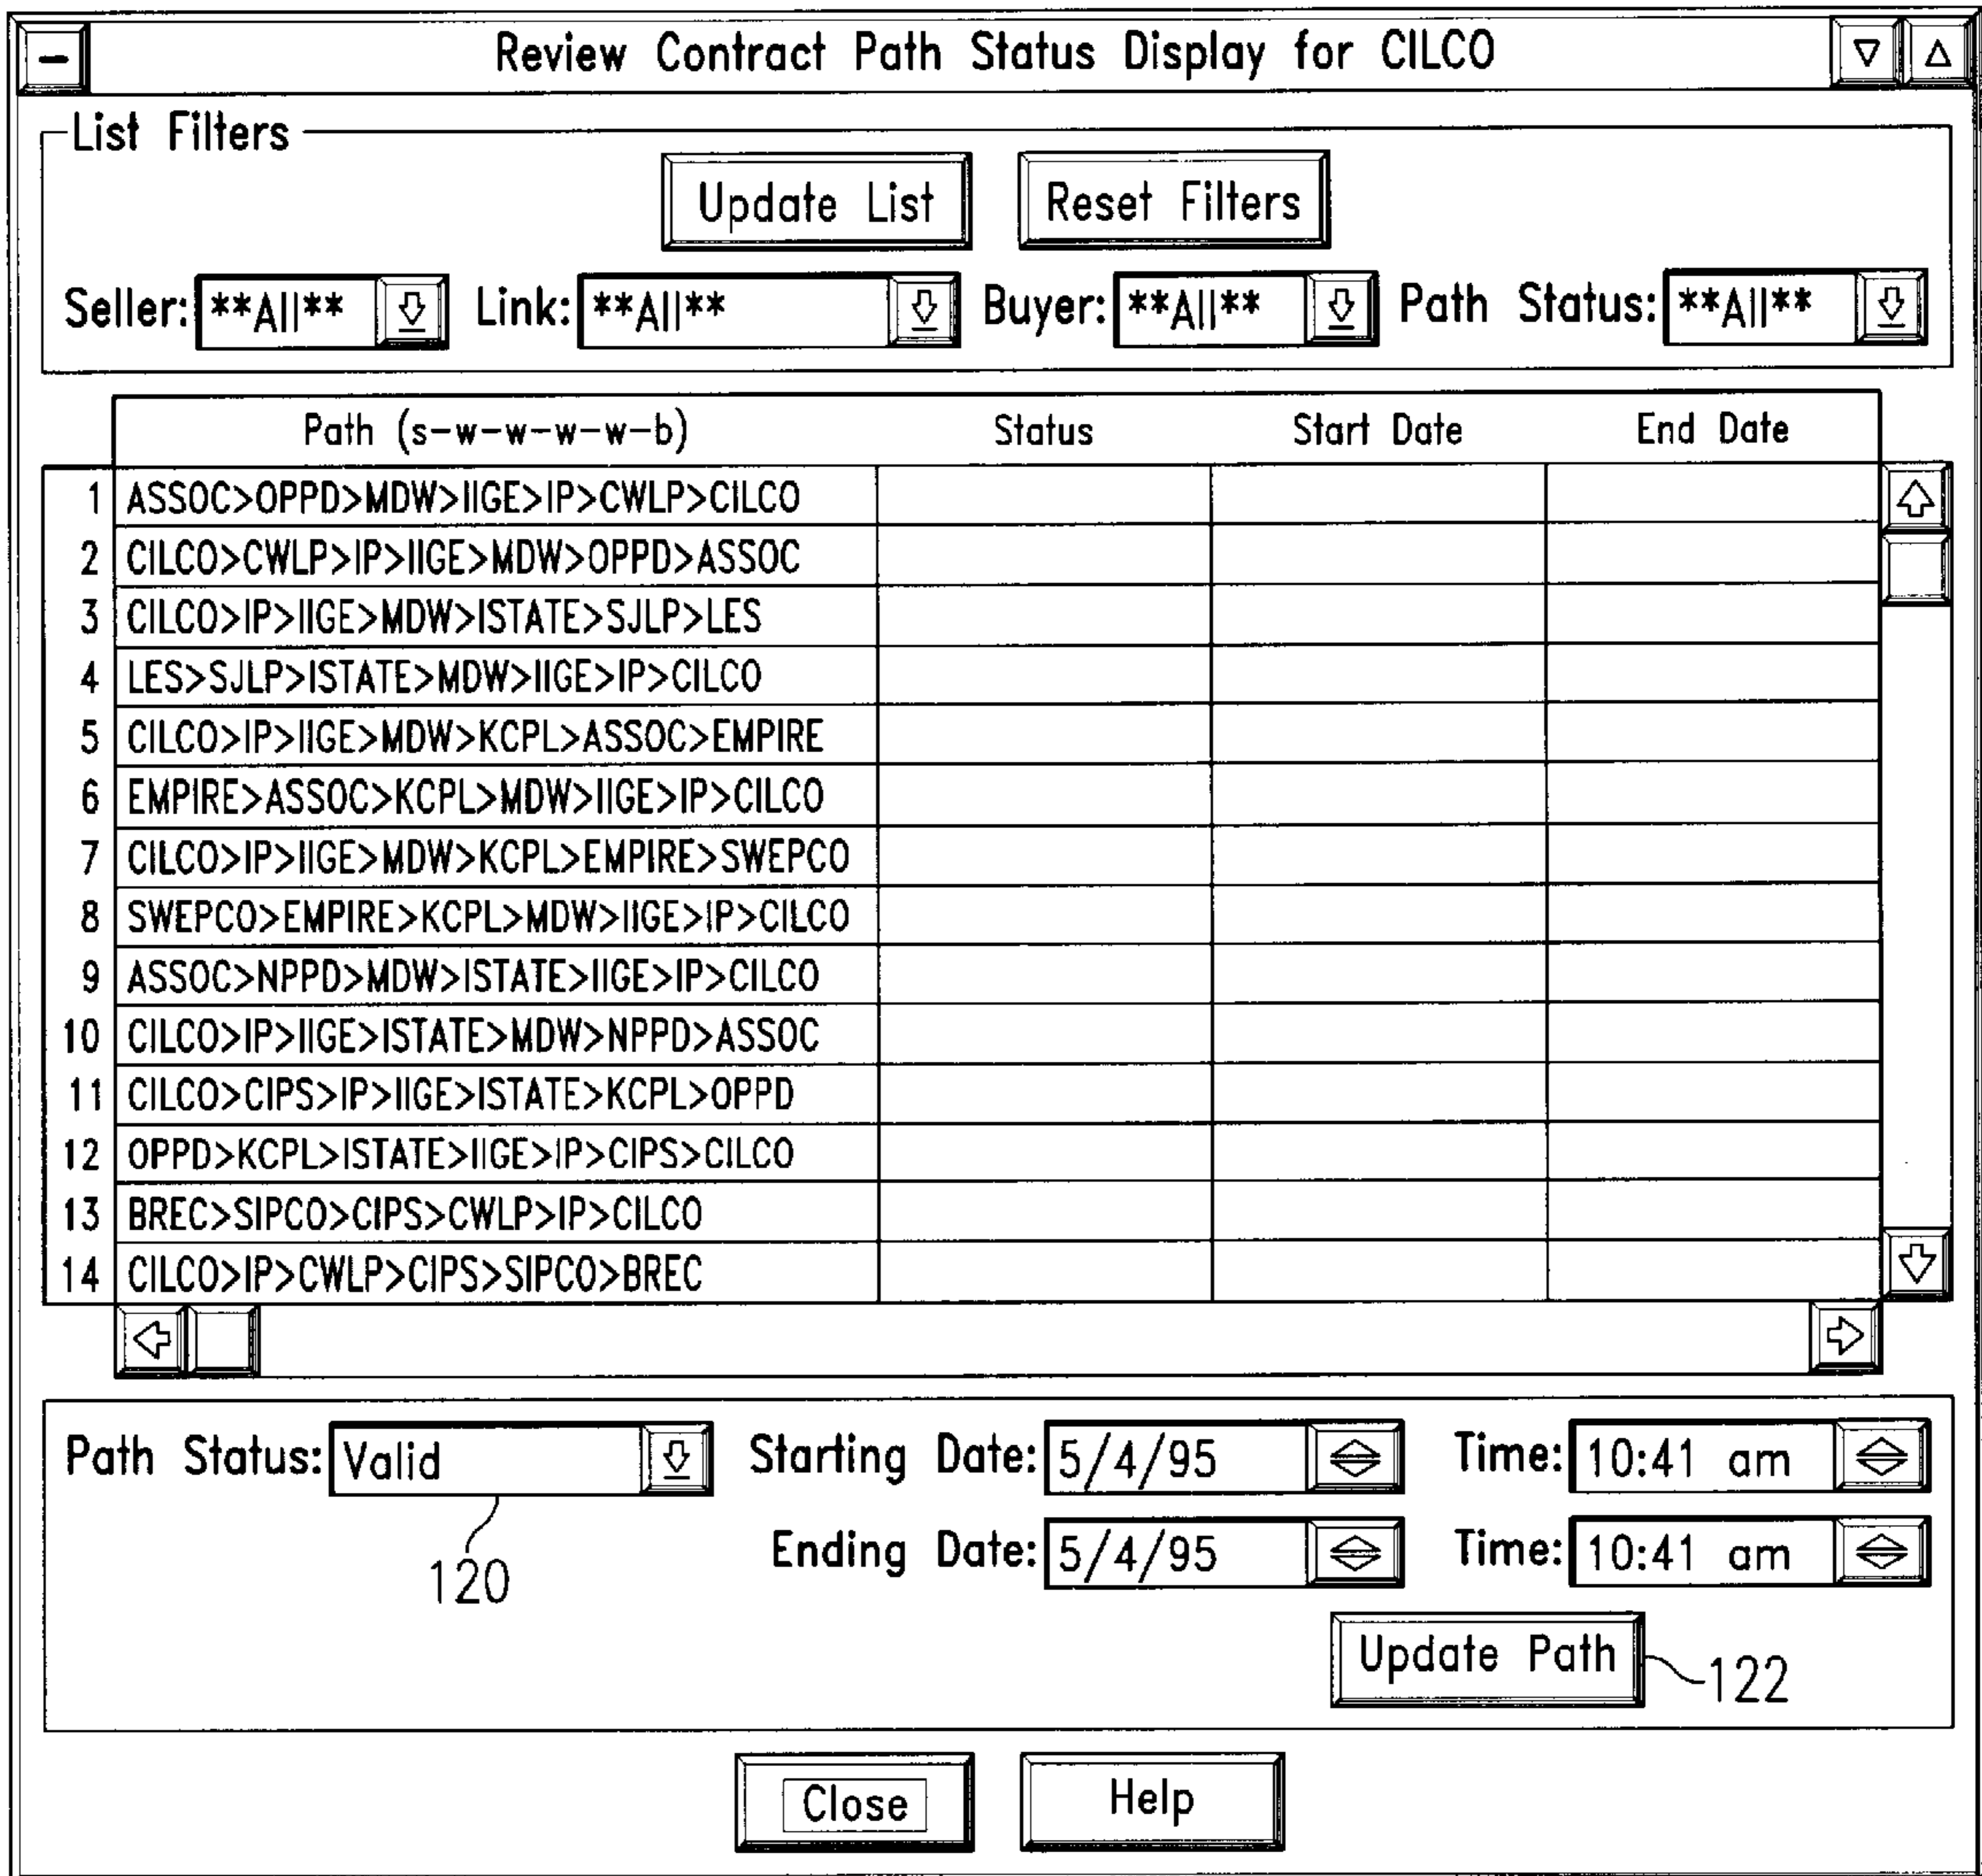 Review Contract Path Status Display for CILCO
List Filters
Update List Reset Filters
Seller: **All** Link: **All** Buyer: **All** Path Status: **All**
Path (s-w-w-w-w-b) Status Start Date End Date
1 ASSOC>OPPD>MDW>IIGE>IP>CWLP>CILCO
2 CILCO>CWLP>IP>IIGE>MDW>OPPD>ASSOC
3 CILCO>IP>IIGE>MDW>ISTATE>SJLP>LES
4 LES>SJLP>ISTATE>MDW>IIGE>IP>CILCO
5 CILCO>IP>IIGE>MDW>KCPL>ASSOC>EMPIRE
6 EMPIRE>ASSOC>KCPL>MDW>IIGE>IP>CILCO
7 CILCO>IP>IIGE>MDW>KCPL>EMPIRE>SWEPCO
8 SWEPCO>EMPIRE>KCPL>MDW>IIGE>IP>CILCO
9 ASSOC>NPPD>MDW>ISTATE>IIGE>IP>CILCO
10 CILCO>IP>IIGE>ISTATE>MDW>NPPD>ASSOC
11 CILCO>CIPS>IP>IIGE>ISTATE>KCPL>OPPD
12 OPPD>KCPL>ISTATE>IIGE>IP>CIPS>CILCO
13 BREC>SIPCO>CIPS>CWLP>IP>CILCO
14 CILCO>IP>CWLP>CIPS>SIPCO>BREC
Path Status: Valid Starting Date: 5/4/95 Time: 10:41 am
120 Ending Date: 5/4/95 Time: 10:41 am
Update Path 122
Close Help